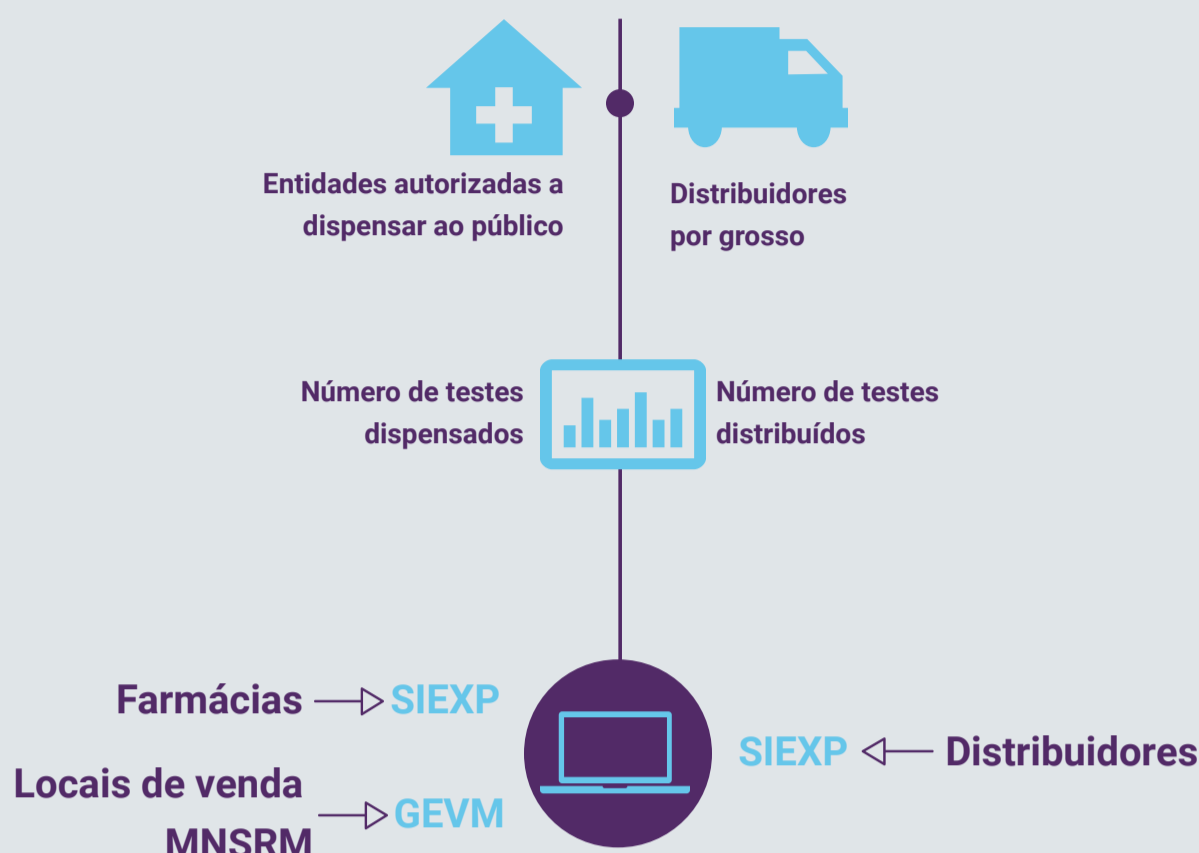 Entidades autorizadas a
dispensar ao público
Distribuidores
por grosso
Número de testes
dispensados
Número de testes
distribuídos
Farmácias
SIEXP
Locais de venda
MNSRM
GEVM
SIEXP
Distribuidores